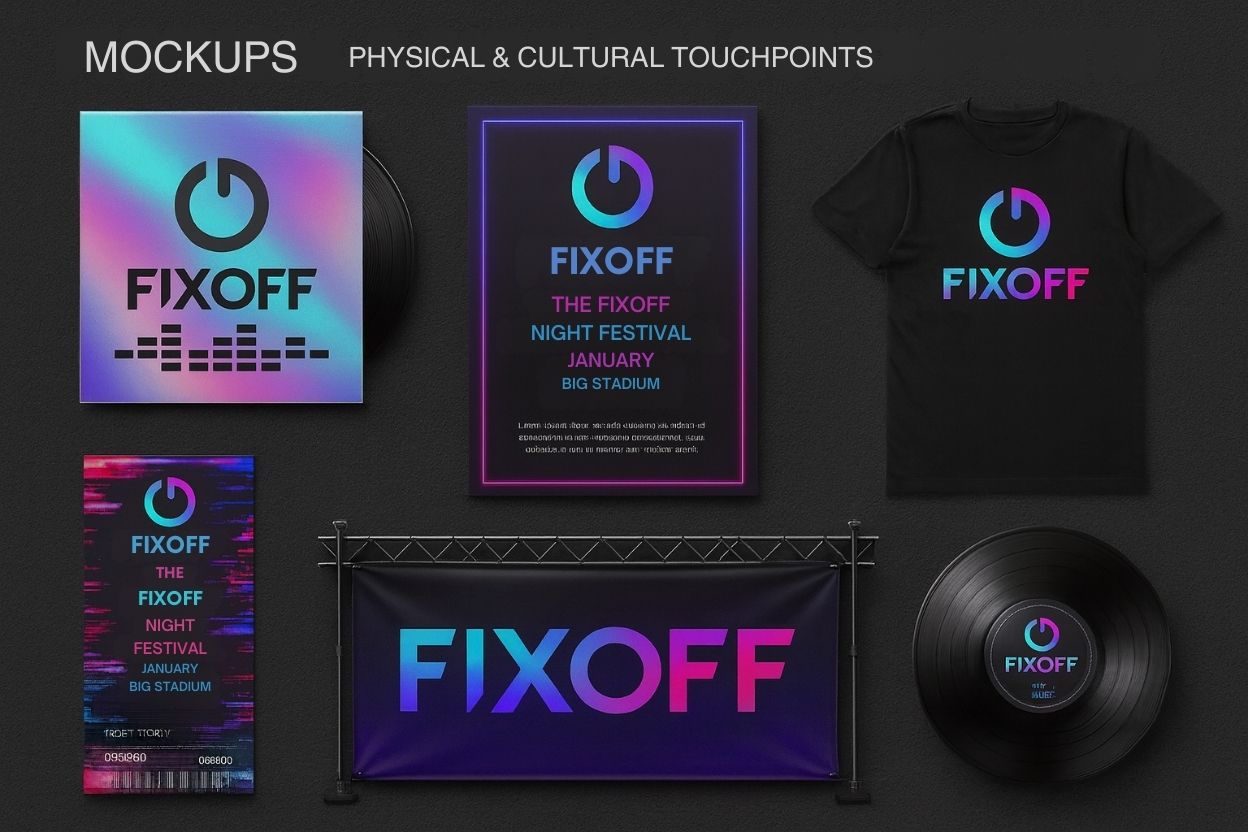 MOCKUPS
PHYSICAL & CULTURAL TOUCHPOINTS
FIXOFF
FIXOFF
THE FIXOFF
NIGHT FESTIVAL
JANUARY
BIG STADIUM
FIXOFF
FIXOFF
THE
FIXOFF
NIGHT
FESTIVAL
JANUARY
BIG STADIUM
068800
FIXOFF
FIXOFF